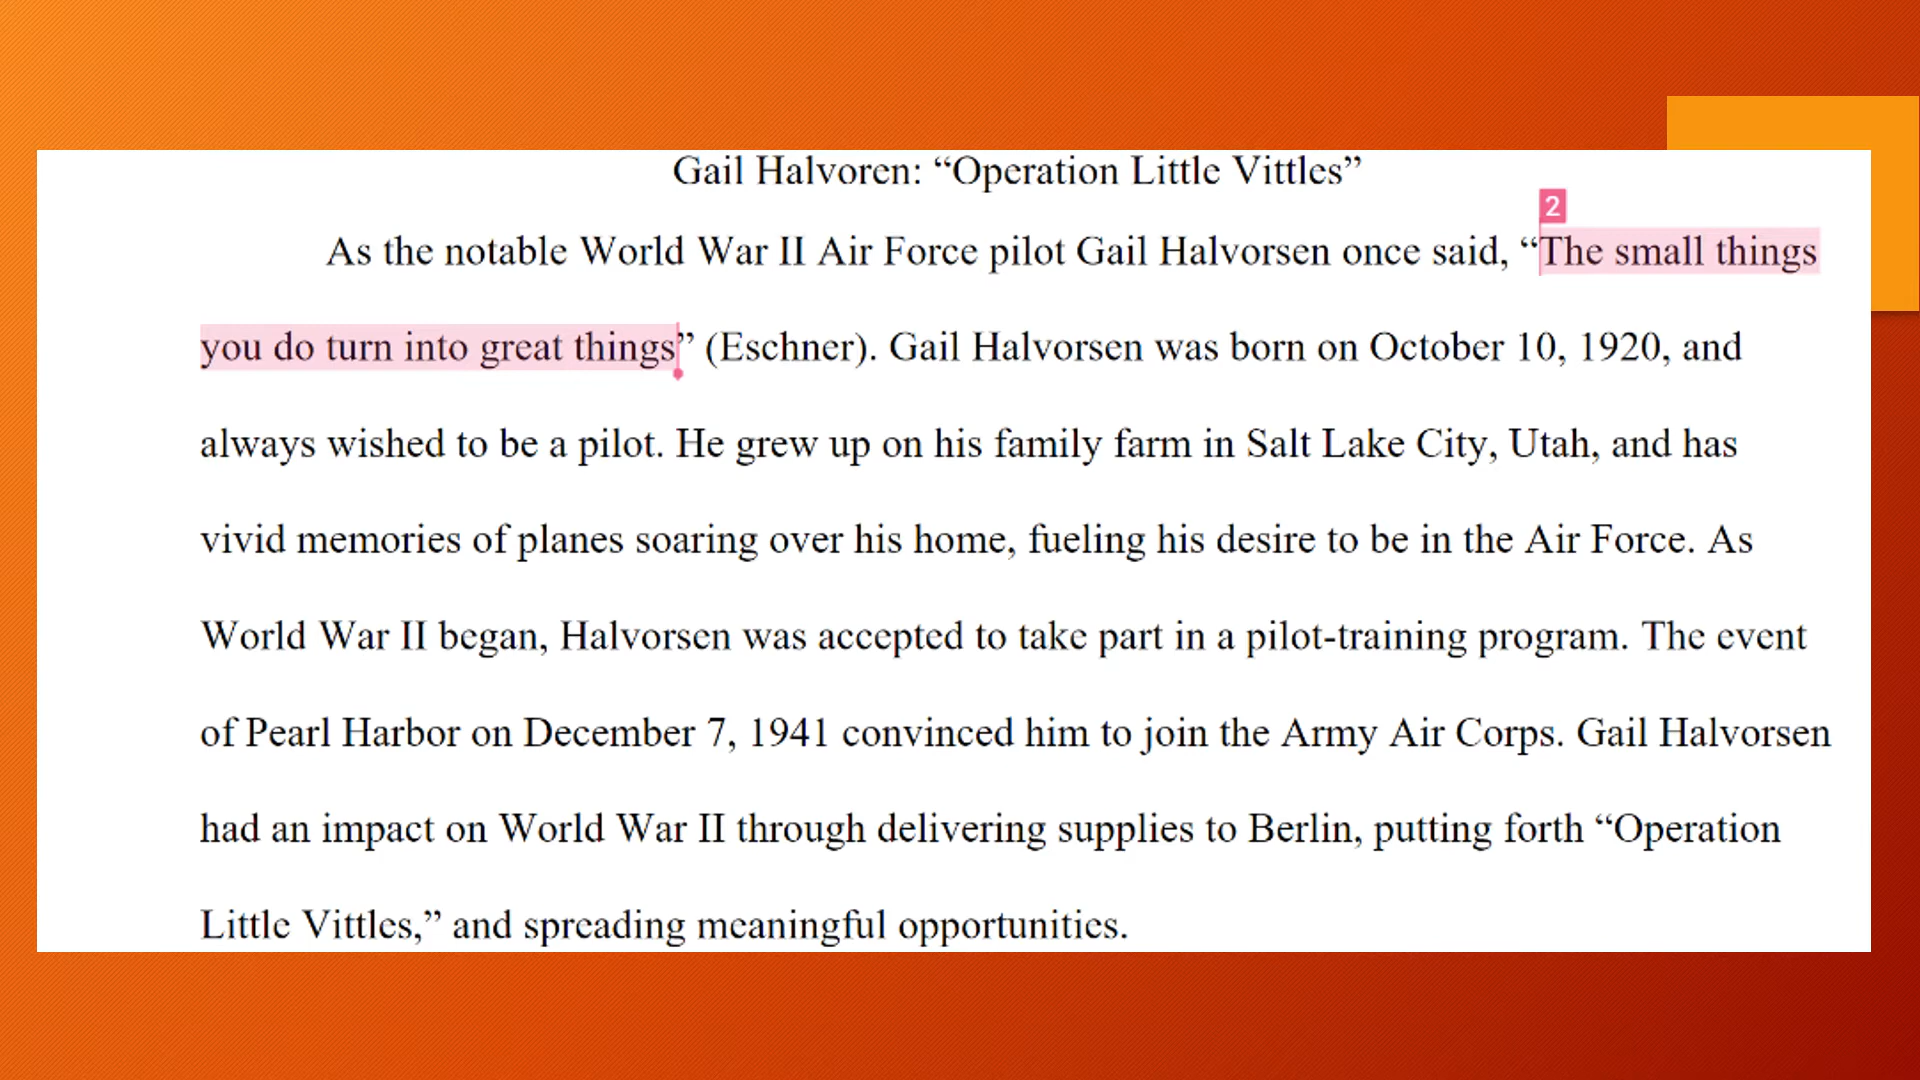 Gail Halvoren: “Operation Little Vittles”
2
As the notable World War II Air Force pilot Gail Halvorsen once said, “The small things
you do turn into great things” (Eschner). Gail Halvorsen was born on October 10, 1920, and
always wished to be a pilot. He grew up on his family farm in Salt Lake City, Utah, and has
vivid memories of planes soaring over his home, fueling his desire to be in the Air Force. As
World War II began, Halvorsen was accepted to take part in a pilot-training program. The event
of Pearl Harbor on December 7, 1941 convinced him to join the Army Air Corps. Gail Halvorsen
had an impact on World War II through delivering supplies to Berlin, putting forth “Operation
Little Vittles,” and spreading meaningful opportunities.